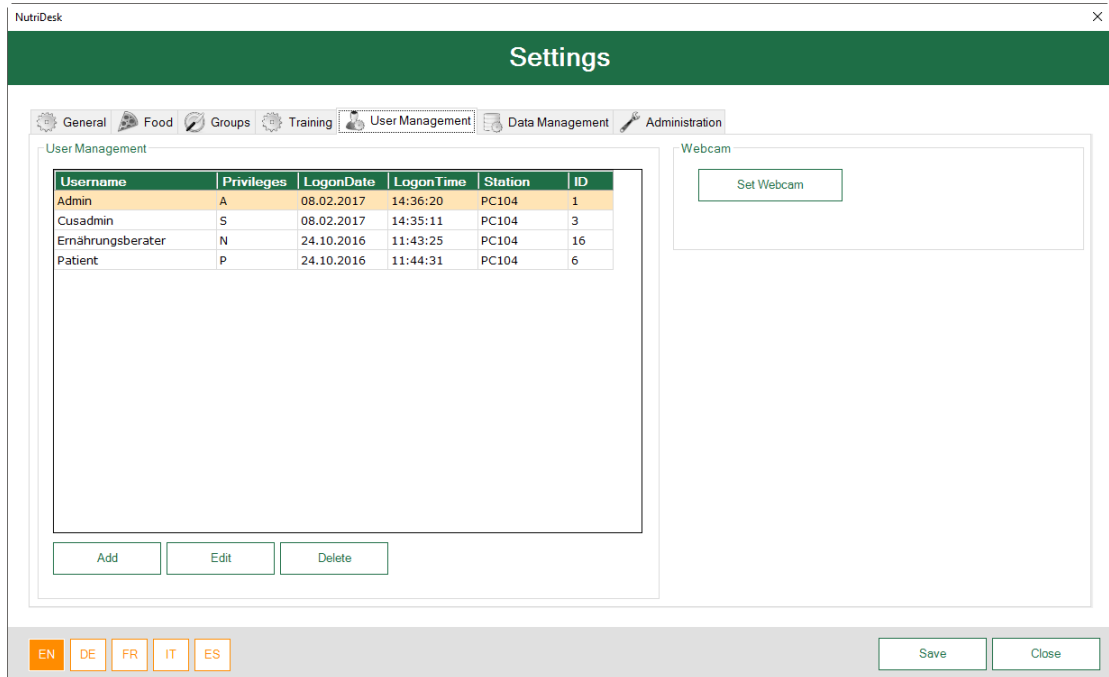 NutriDesk
Settings
General Food Groups Training User Management Data Management Administration
User Management
Username Privileges LogonDate LogonTime Station ID
Admin A 08.02.2017 14:36:20 PC104 1
Cusadmin S 08.02.2017 14:35:11 PC104 3
Ernährungsberater N 24.10.2016 11:43:25 PC104 16
Patient P 24.10.2016 11:44:31 PC104 6
Add Edit Delete
Webcam
Set Webcam
EN DE FR IT ES
Save Close